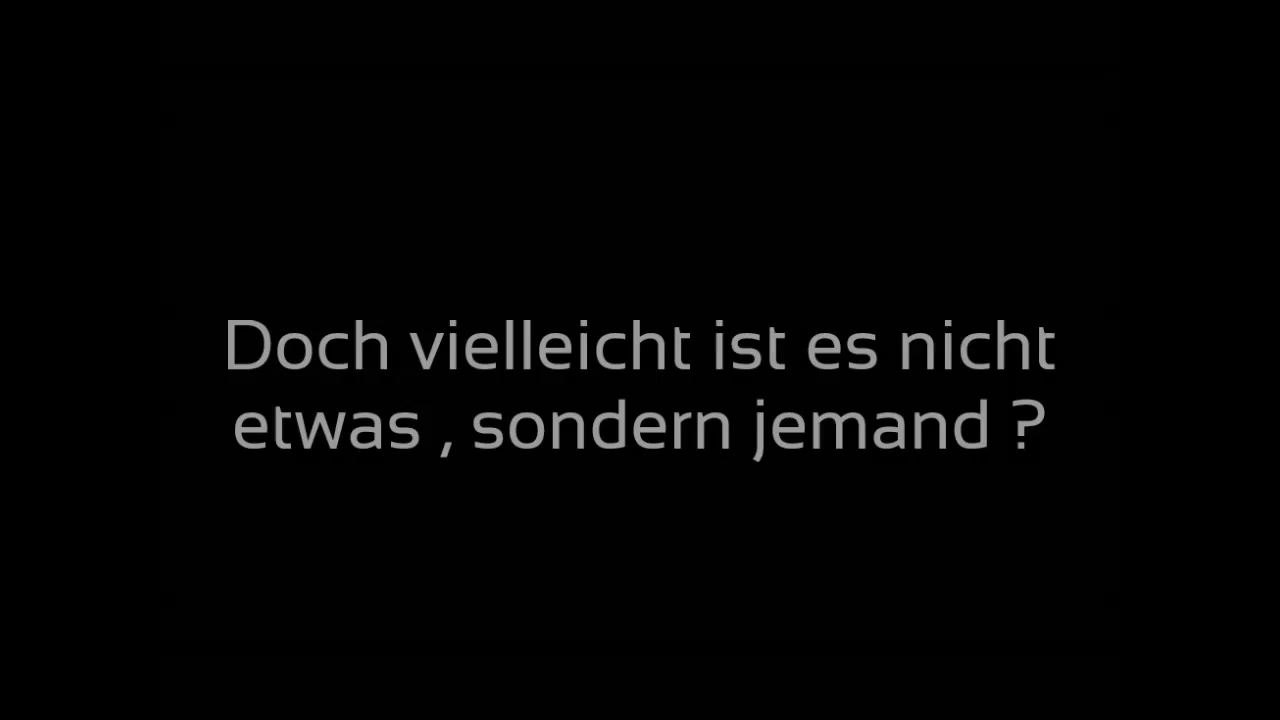 Doch vielleicht ist es nicht
etwas , sondern jemand ?